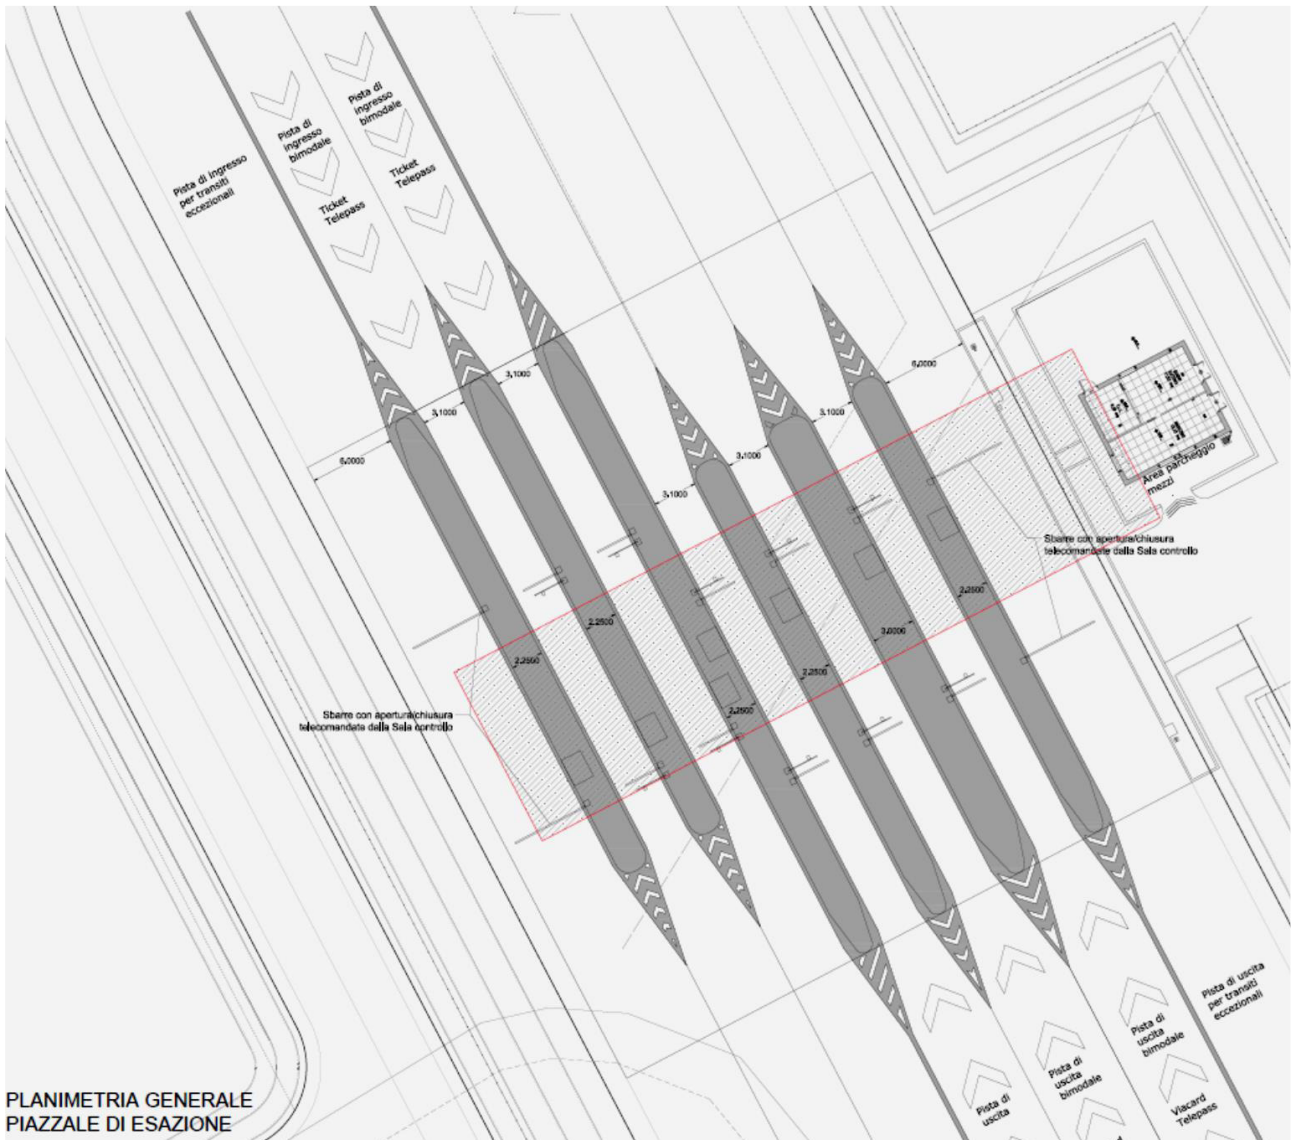 Pista di
ingresso
bimodale
Pista di
ingresso
bimodale
Pista di ingresso
per transiti
eccezionali
Ticket
Telepass
Ticket
Telepass
6.0000
3.1000
3.1000
3.1000
3.1000
3.1000
6.0000
Area parcheggio
mezzi
Sbarre con apertura/chiusura
telecomandate dalla Sala controllo
2.2500
2.2500
2.2500
2.2500
3.0000
2.2500
Sbarre con apertura/chiusura
telecomandate dalla Sala controllo
Pista di uscita
per transiti
eccezionali
Pista di
uscita
bimodale
Pista di
uscita
bimodale
Pista di
uscita
Viacard
Telepass
PLANIMETRIA GENERALE
PIAZZALE DI ESAZIONE